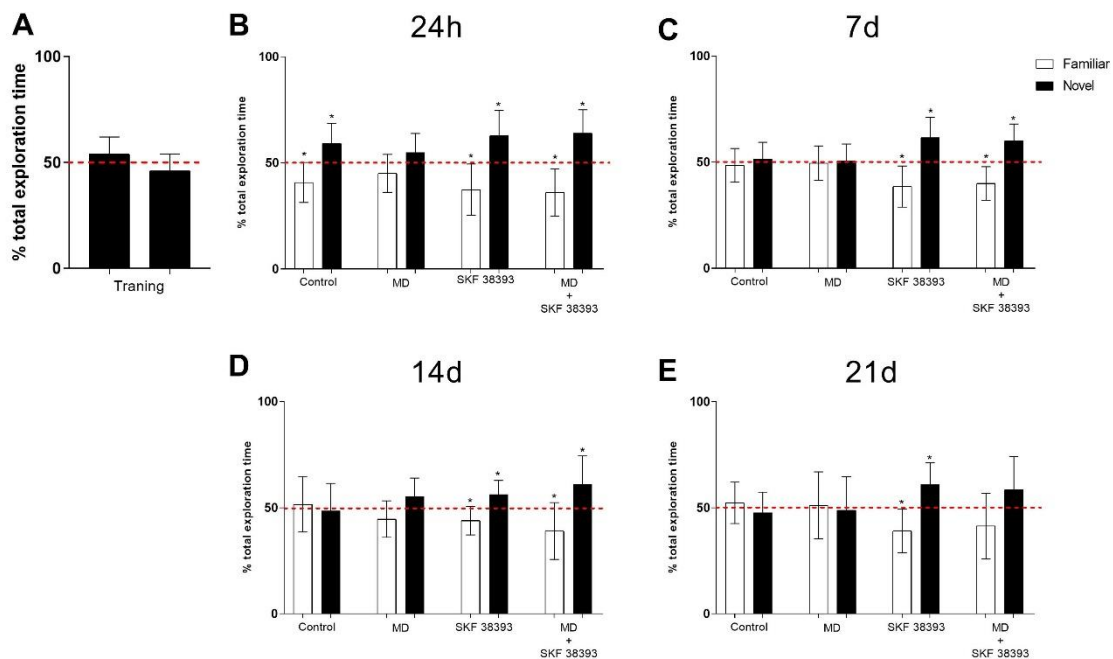 A
% total exploration time
100
50
0
Traning
B
24h
% total exploration time
100
50
0
* * * * * *
Control
MD
SKF 38393
MD
+
SKF 38393
C
7d
% total exploration time
100
50
0
* * * *
Control
MD
SKF 38393
MD
+
SKF 38393
Familiar
Novel
D
14d
% total exploration time
100
50
0
* * * *
Control
MD
SKF 38393
MD
+
SKF 38393
E
21d
% total exploration time
100
50
0
* *
Control
MD
SKF 38393
MD
+
SKF 38393